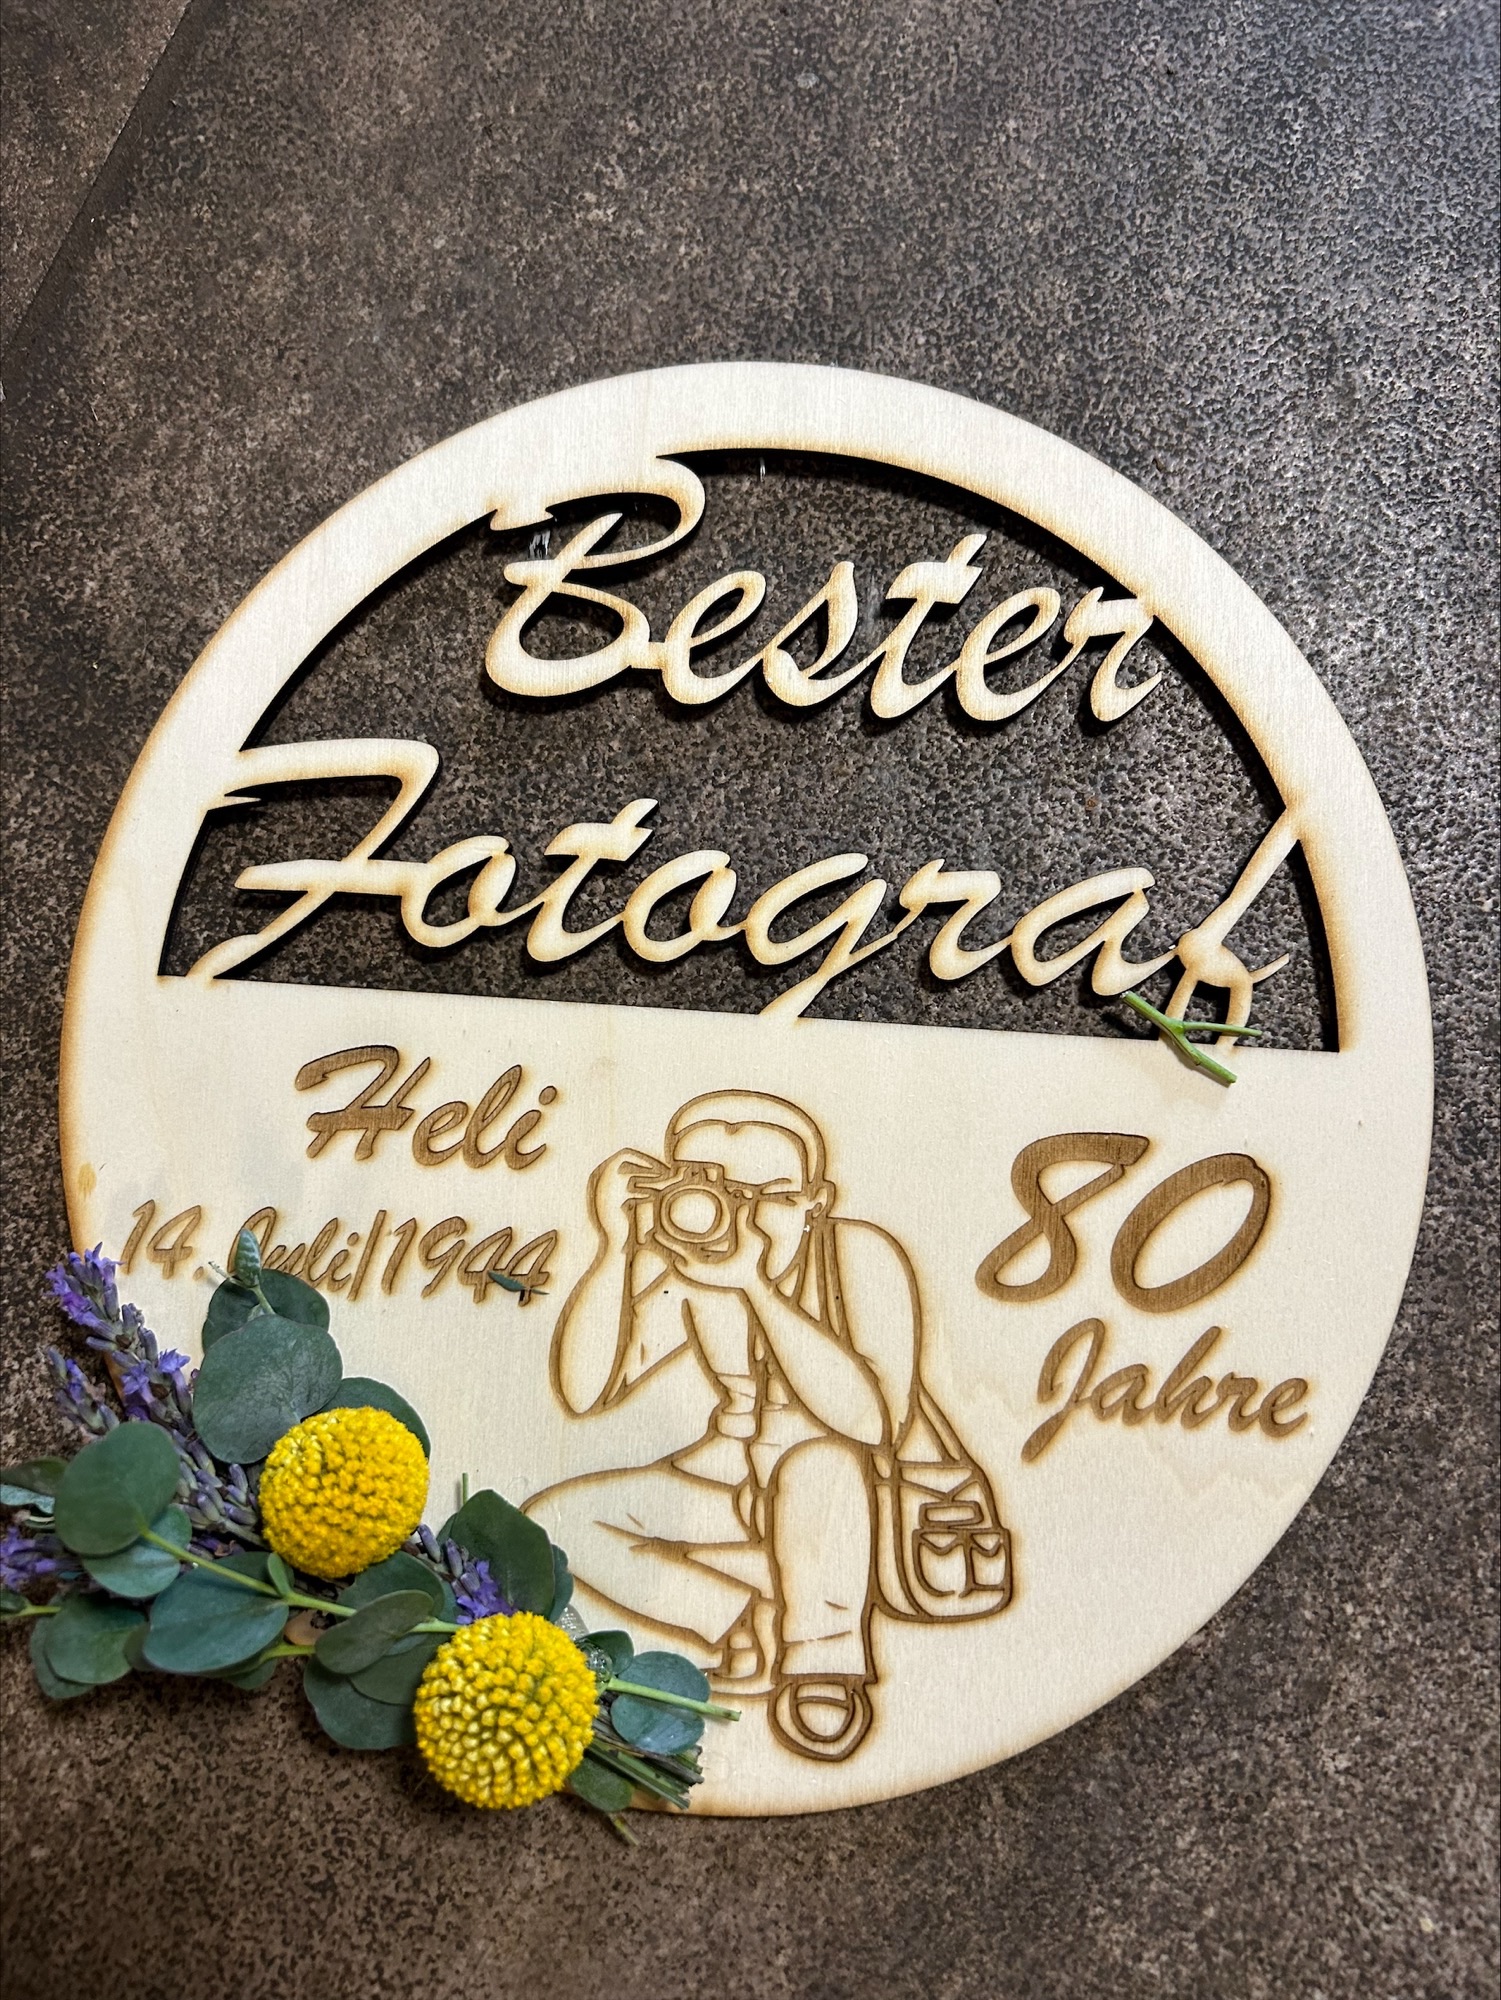 Bester
Fotograf
Heli
14. Juli/1944
80
Jahre